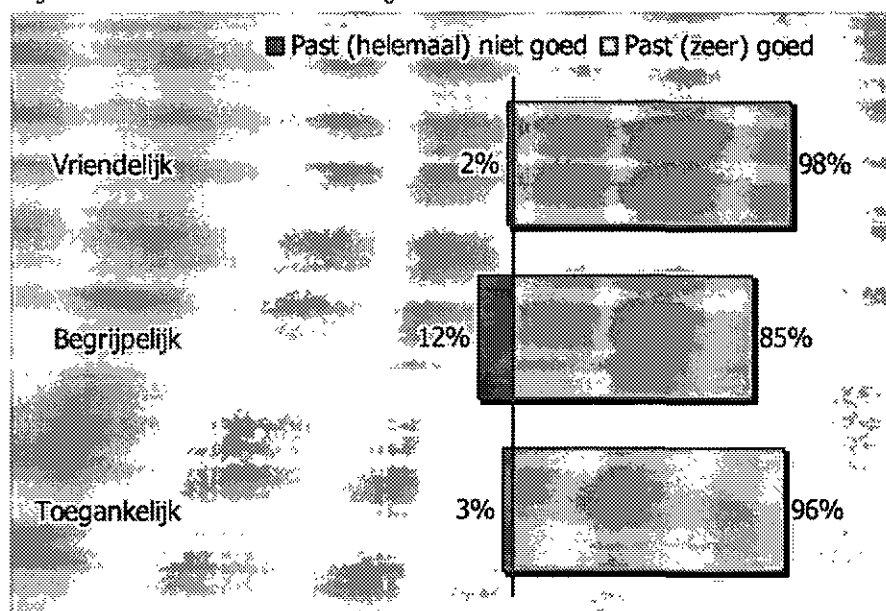 Past (helemaal) niet goed Past (zeer) goed
Vriendelijk 2% 98%
Begrijpelijk 12% 85%
Toegankelijk 3% 96%